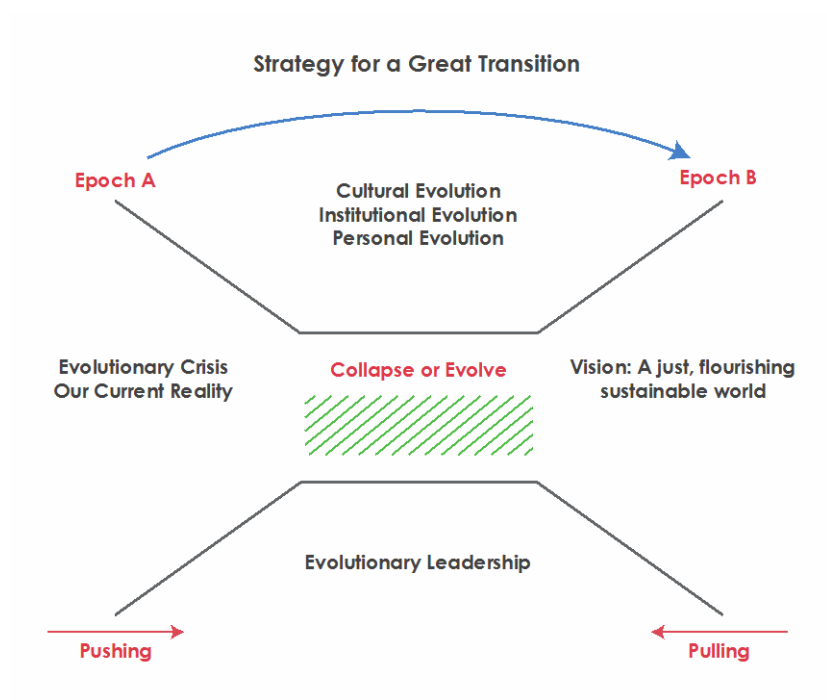 Strategy for a Great Transition
Epoch A
Epoch B
Cultural Evolution
Institutional Evolution
Personal Evolution
Evolutionary Crisis
Our Current Reality
Collapse or Evolve
Vision: A just, flourishing
sustainable world
Evolutionary Leadership
Pushing
Pulling